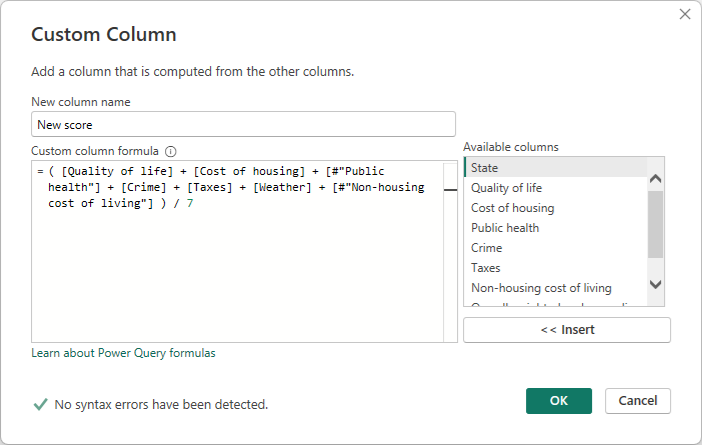 Custom Column
Add a column that is computed from the other columns.
New column name
New score
Custom column formula
= ( [Quality of life] + [Cost of housing] + [#"Public
health"] + [Crime] + [Taxes] + [Weather] + [#"Non-housing
cost of living"] ) / 7
Available columns
State
Quality of life
Cost of housing
Public health
Crime
Taxes
Non-housing cost of living
<< Insert
Learn about Power Query formulas
No syntax errors have been detected.
OK
Cancel